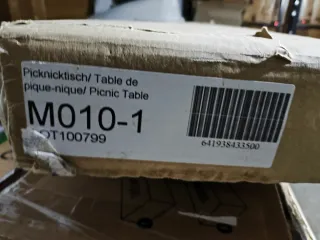 Picknicktisch/ Table de
pique-nique/ Picnic Table
M010-1
OT100799
641938433500